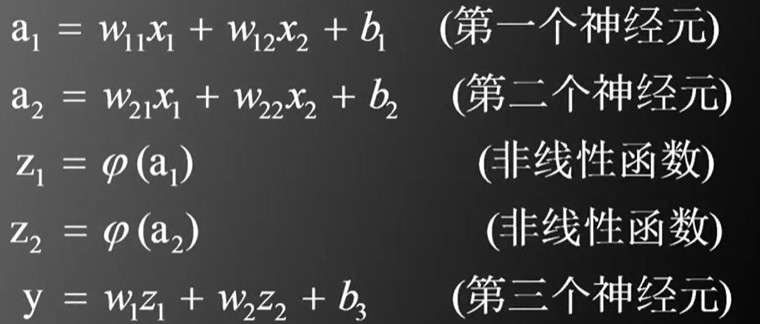 a₁ = w₁₁x₁ + w₁₂x₂ + b₁ (第一个神经元)
a₂ = w₂₁x₁ + w₂₂x₂ + b₂ (第二个神经元)
z₁ = φ(a₁) (非线性函数)
z₂ = φ(a₂) (非线性函数)
y = w₁z₁ + w₂z₂ + b₃ (第三个神经元)